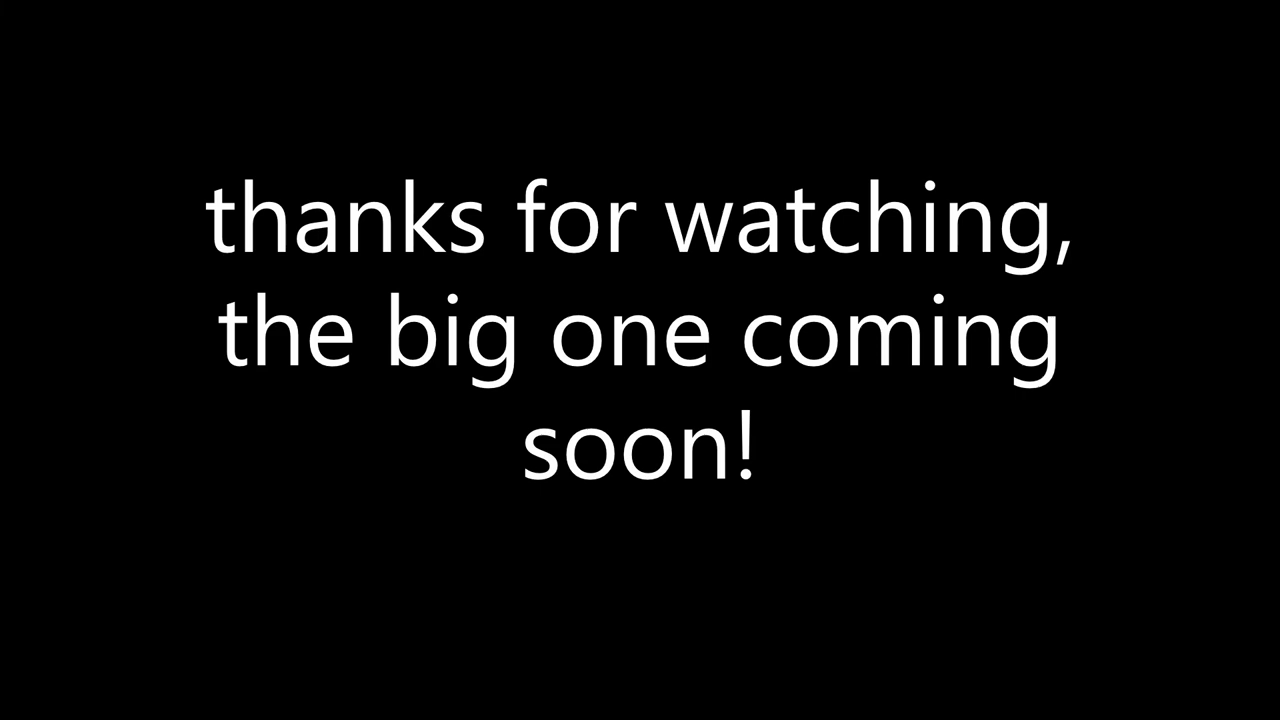 thanks for watching,
the big one coming
soon!